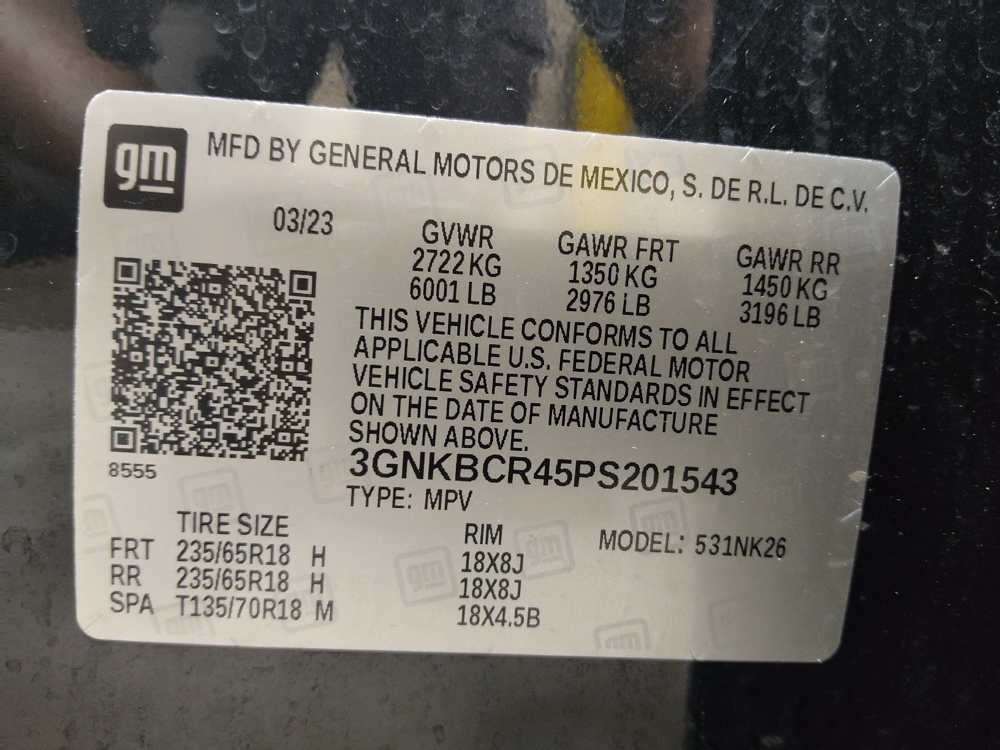 gm
MFD BY GENERAL MOTORS DE MEXICO, S. DE R.L. DE C.V.
03/23
GVWR GAWR FRT GAWR RR
2722 KG 1350 KG 1450 KG
6001 LB 2976 LB 3196 LB
THIS VEHICLE CONFORMS TO ALL
APPLICABLE U.S. FEDERAL MOTOR
VEHICLE SAFETY STANDARDS IN EFFECT
ON THE DATE OF MANUFACTURE
SHOWN ABOVE.
8555
3GNKBCR45PS201543
TYPE: MPV
TIRE SIZE RIM MODEL: 531NK26
FRT 235/65R18 H 18X8J
RR 235/65R18 H 18X8J
SPA T135/70R18 M 18X4.5B